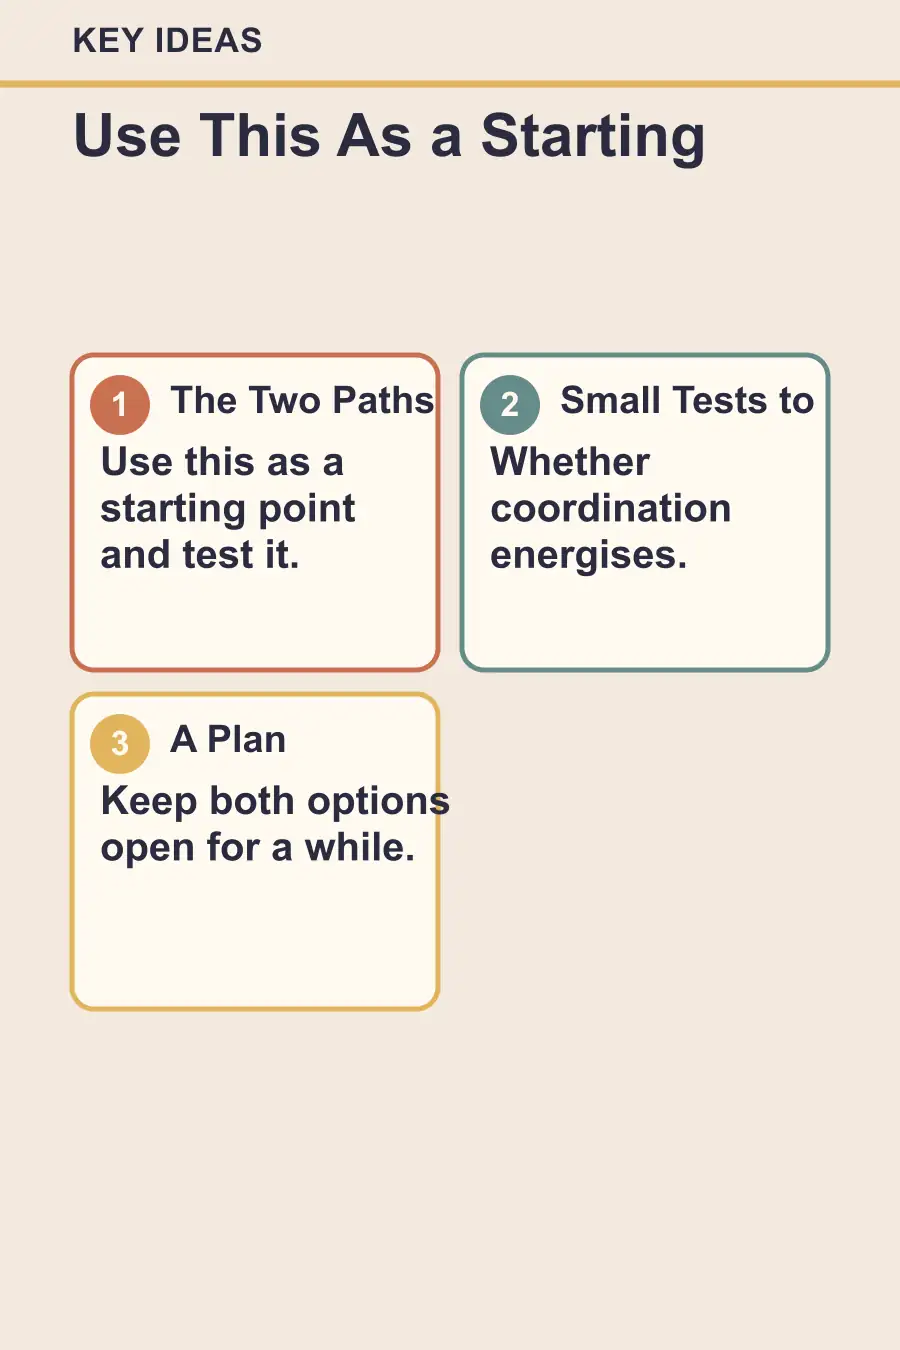 KEY IDEAS
Use This As a Starting
1 The Two Paths
Use this as a
starting point
and test it.
2 Small Tests to
Whether
coordination
energises.
3 A Plan
Keep both options
open for a while.